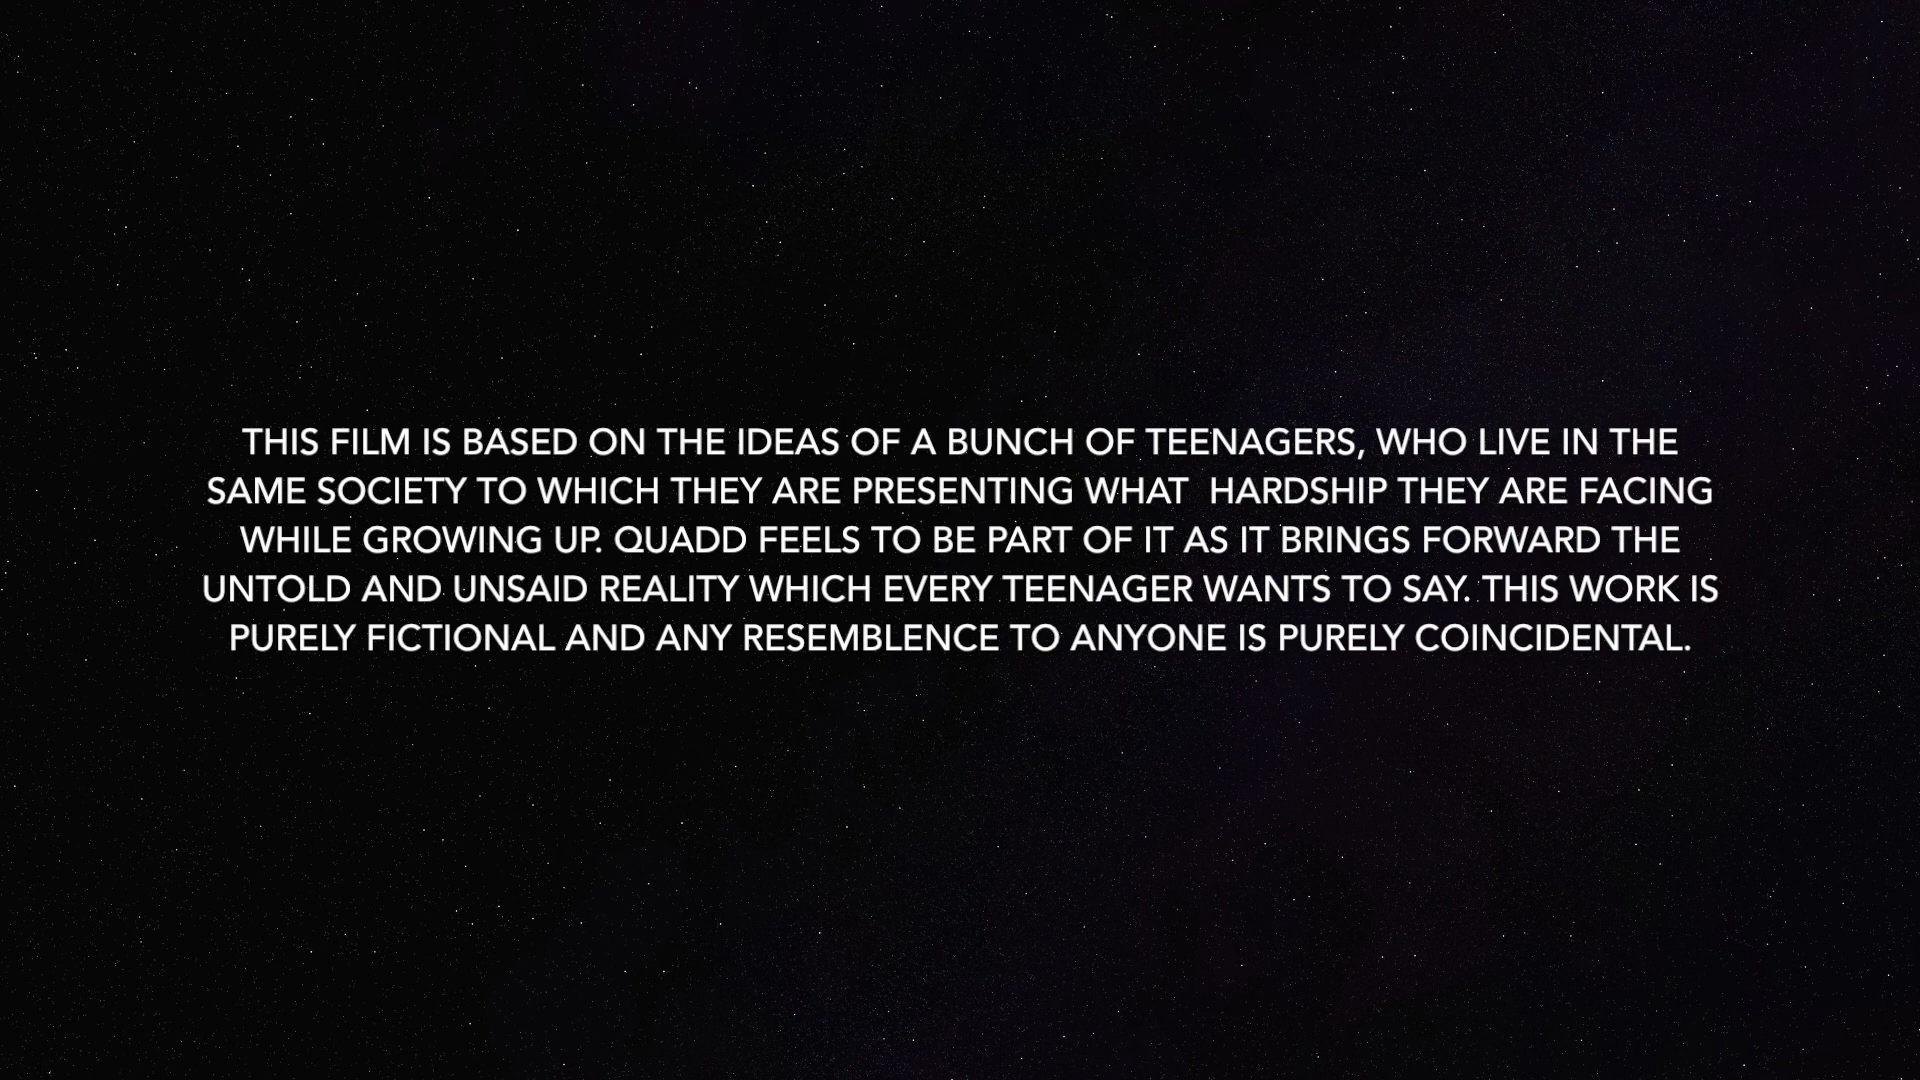 THIS FILM IS BASED ON THE IDEAS OF A BUNCH OF TEENAGERS, WHO LIVE IN THE
SAME SOCIETY TO WHICH THEY ARE PRESENTING WHAT  HARDSHIP THEY ARE FACING
WHILE GROWING UP. QUADD FEELS TO BE PART OF IT AS IT BRINGS FORWARD THE
UNTOLD AND UNSAID REALITY WHICH EVERY TEENAGER WANTS TO SAY. THIS WORK IS
PURELY FICTIONAL AND ANY RESEMBLENCE TO ANYONE IS PURELY COINCIDENTAL.